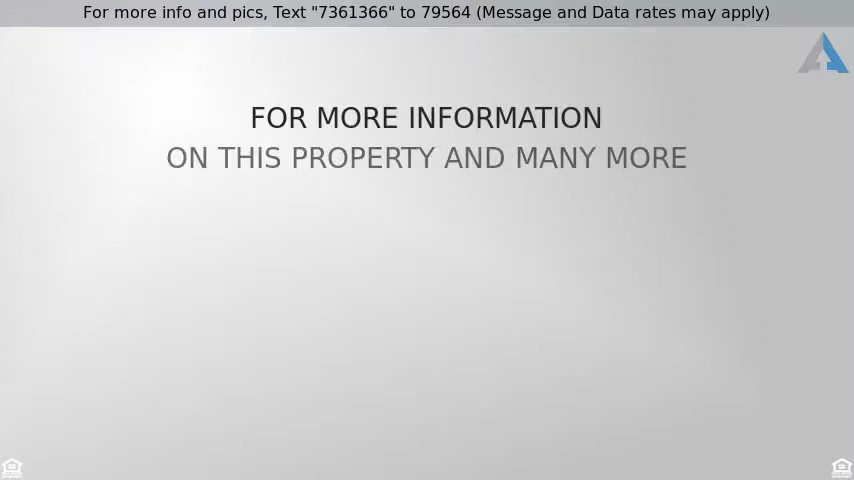 For more info and pics, Text "7361366" to 79564 (Message and Data rates may apply)
FOR MORE INFORMATION
ON THIS PROPERTY AND MANY MORE